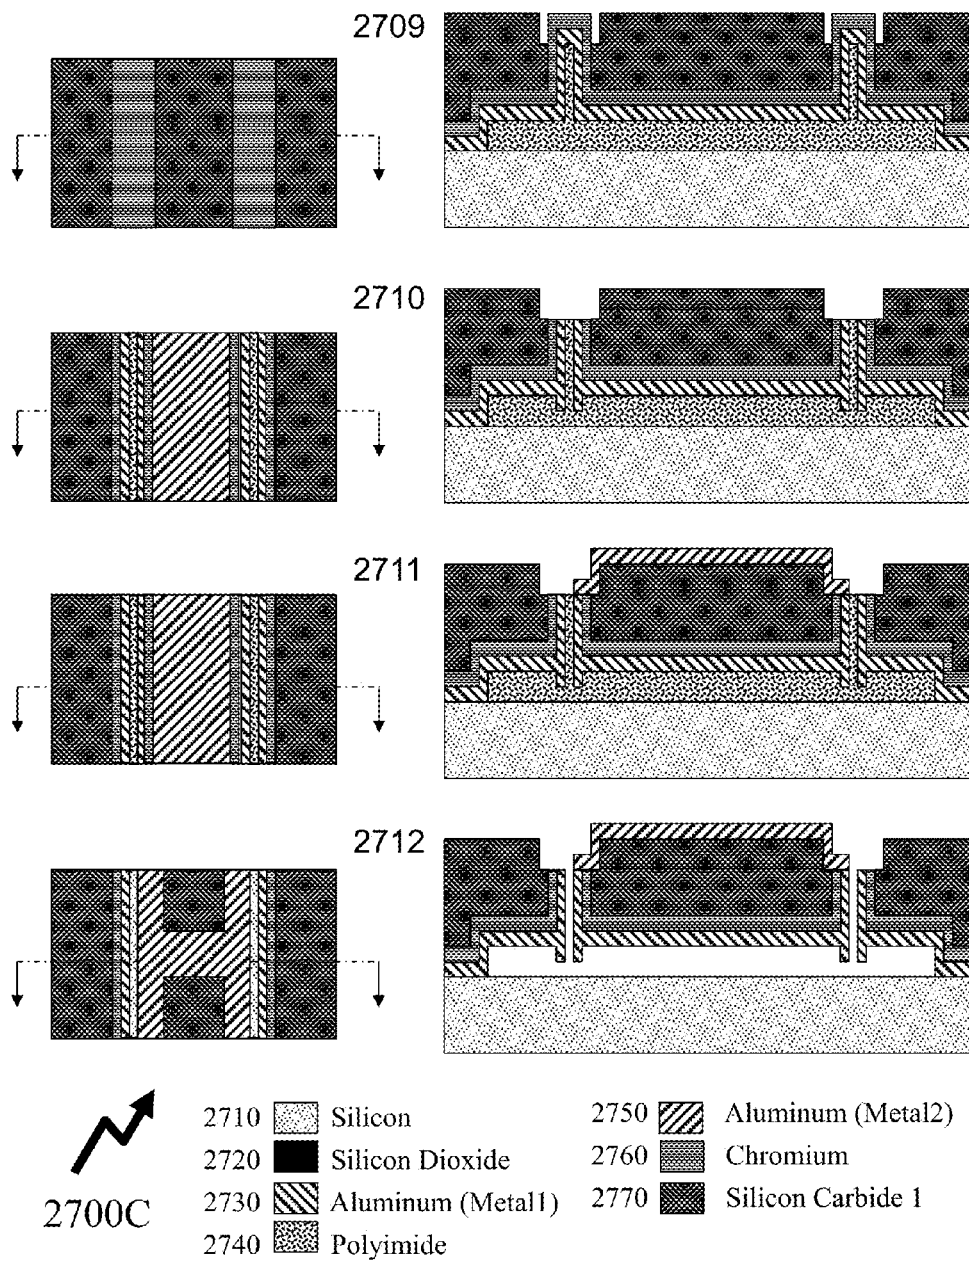 2709
2710
2711
2712
2700C
2710 Silicon
2720 Silicon Dioxide
2730 Aluminum (Metal1)
2740 Polyimide
2750 Aluminum (Metal2)
2760 Chromium
2770 Silicon Carbide 1